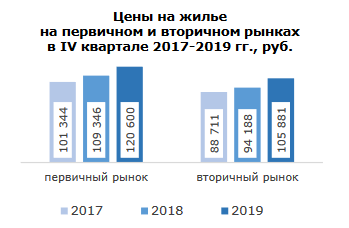 Цены на жилье
на первичном и вторичном рынках
в IV квартале 2017-2019 гг., руб.
101 344
109 346
120 600
88 711
94 188
105 881
первичный рынок
вторичный рынок
2017
2018
2019